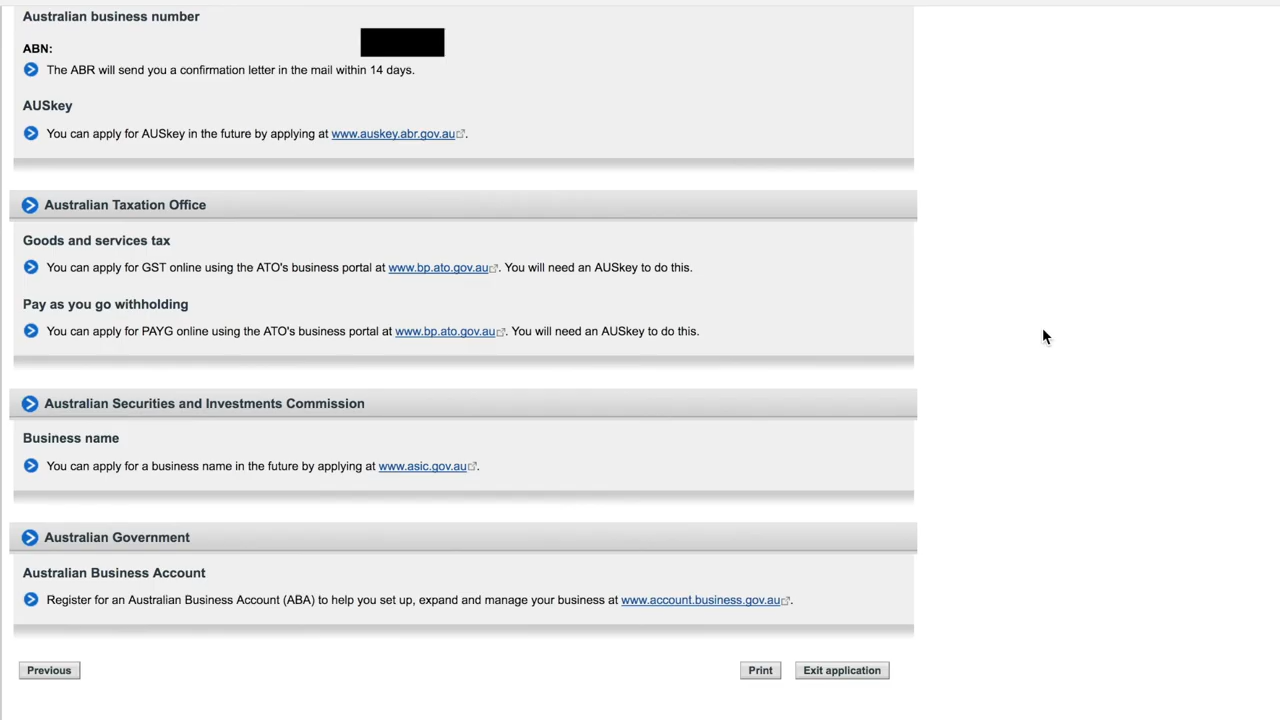 Australian business number
ABN:
The ABR will send you a confirmation letter in the mail within 14 days.
AUSkey
You can apply for AUSkey in the future by applying at www.auskey.abr.gov.au.
Australian Taxation Office
Goods and services tax
You can apply for GST online using the ATO's business portal at www.bp.ato.gov.au. You will need an AUSkey to do this.
Pay as you go withholding
You can apply for PAYG online using the ATO's business portal at www.bp.ato.gov.au. You will need an AUSkey to do this.
Australian Securities and Investments Commission
Business name
You can apply for a business name in the future by applying at www.asic.gov.au.
Australian Government
Australian Business Account
Register for an Australian Business Account (ABA) to help you set up, expand and manage your business at www.account.business.gov.au.
Previous Print Exit application